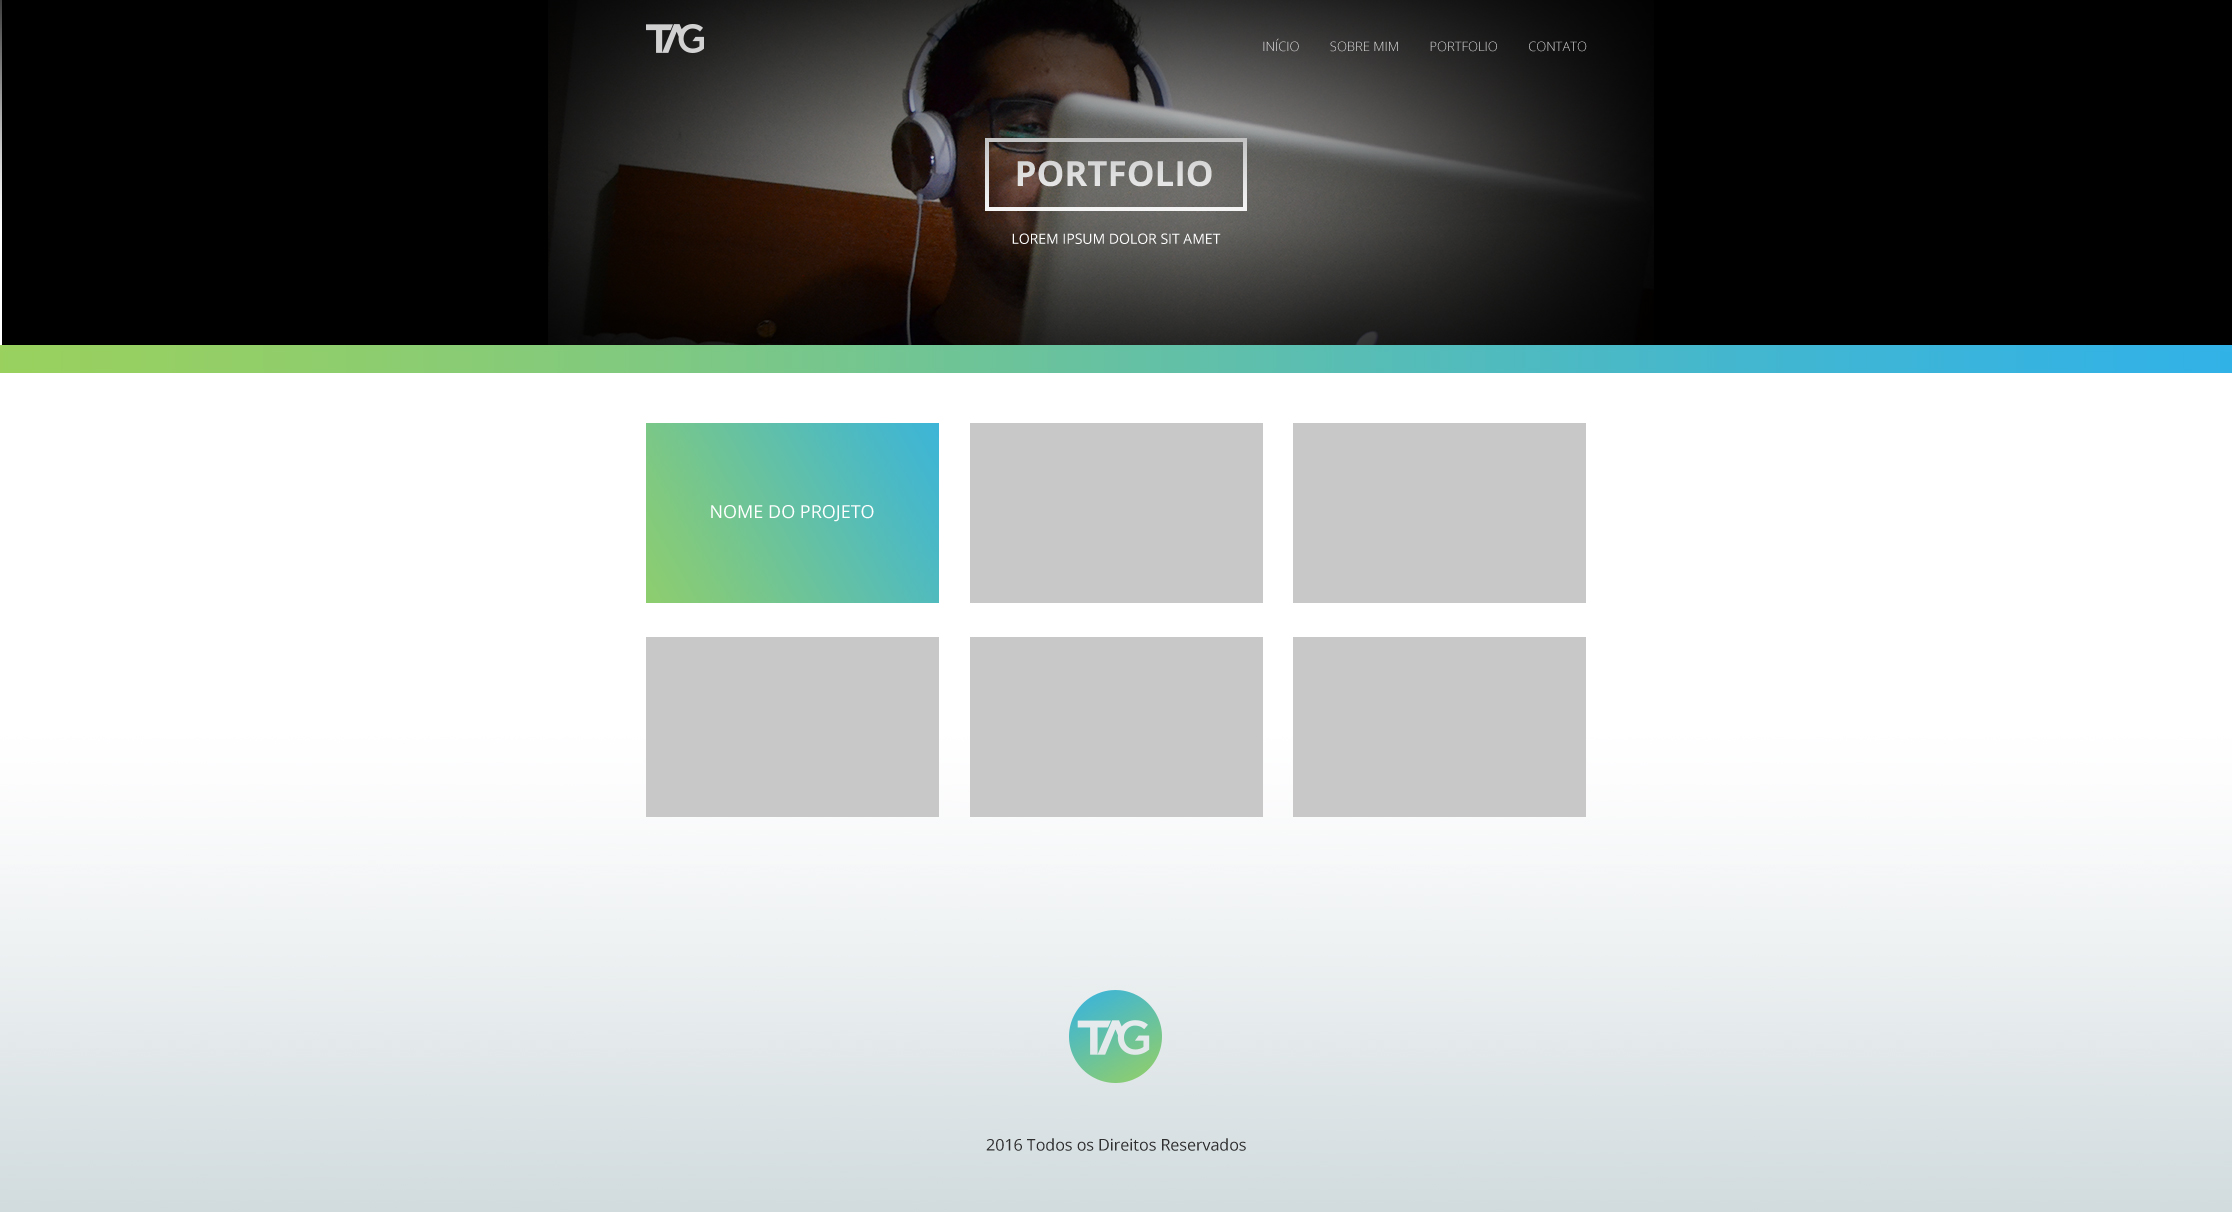 TAG
INÍCIO SOBRE MIM PORTFOLIO CONTATO
PORTFOLIO
LOREM IPSUM DOLOR SIT AMET
NOME DO PROJETO
TAG
2016 Todos os Direitos Reservados